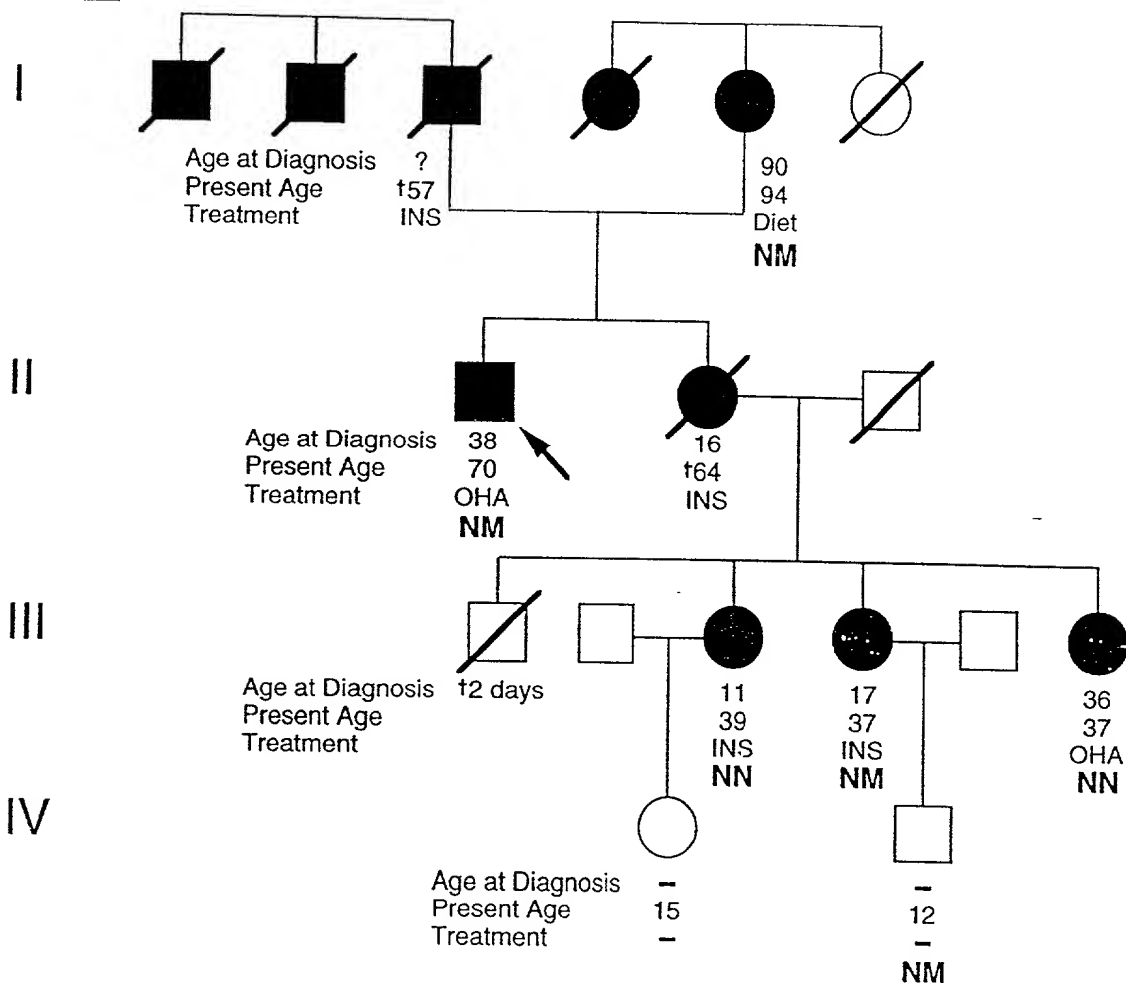 I
Age at Diagnosis ? 90
Present Age †57 94
Treatment INS Diet
NM
II
Age at Diagnosis 38 16
Present Age 70 †64
Treatment OHA INS
NM
III
Age at Diagnosis †2 days 11 17 36
Present Age 39 37 37
Treatment INS INS OHA
NN NM NN
IV
Age at Diagnosis - -
Present Age 15 12
Treatment - -
NM